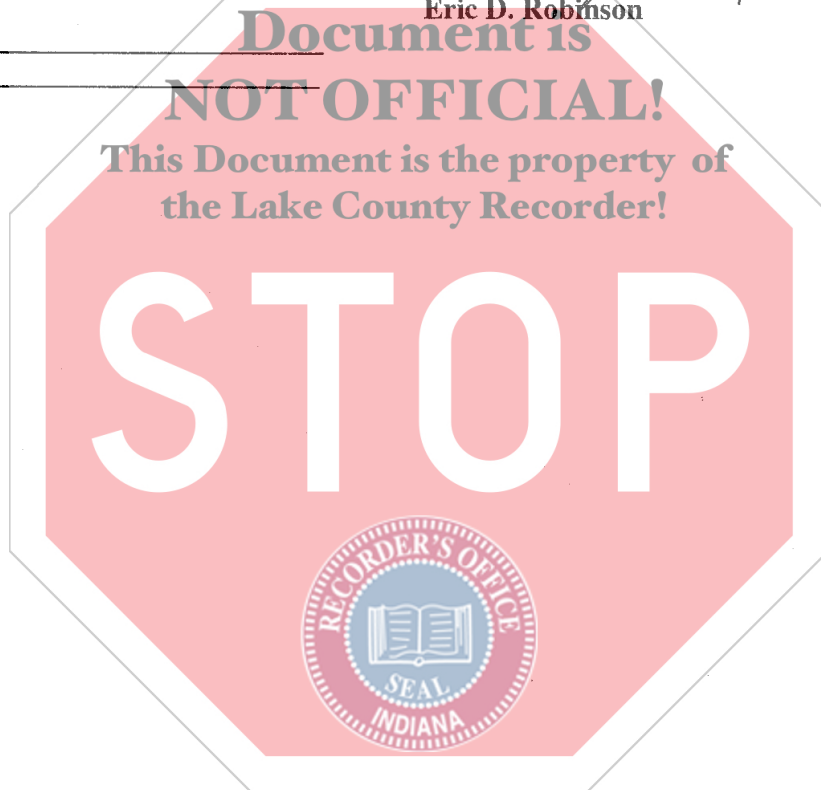 Eric D. Robinson
Document is
NOT OFFICIAL!
This Document is the property of
the Lake County Recorder!
STOP
RECORDER'S OFFICE
SEAL
INDIANA